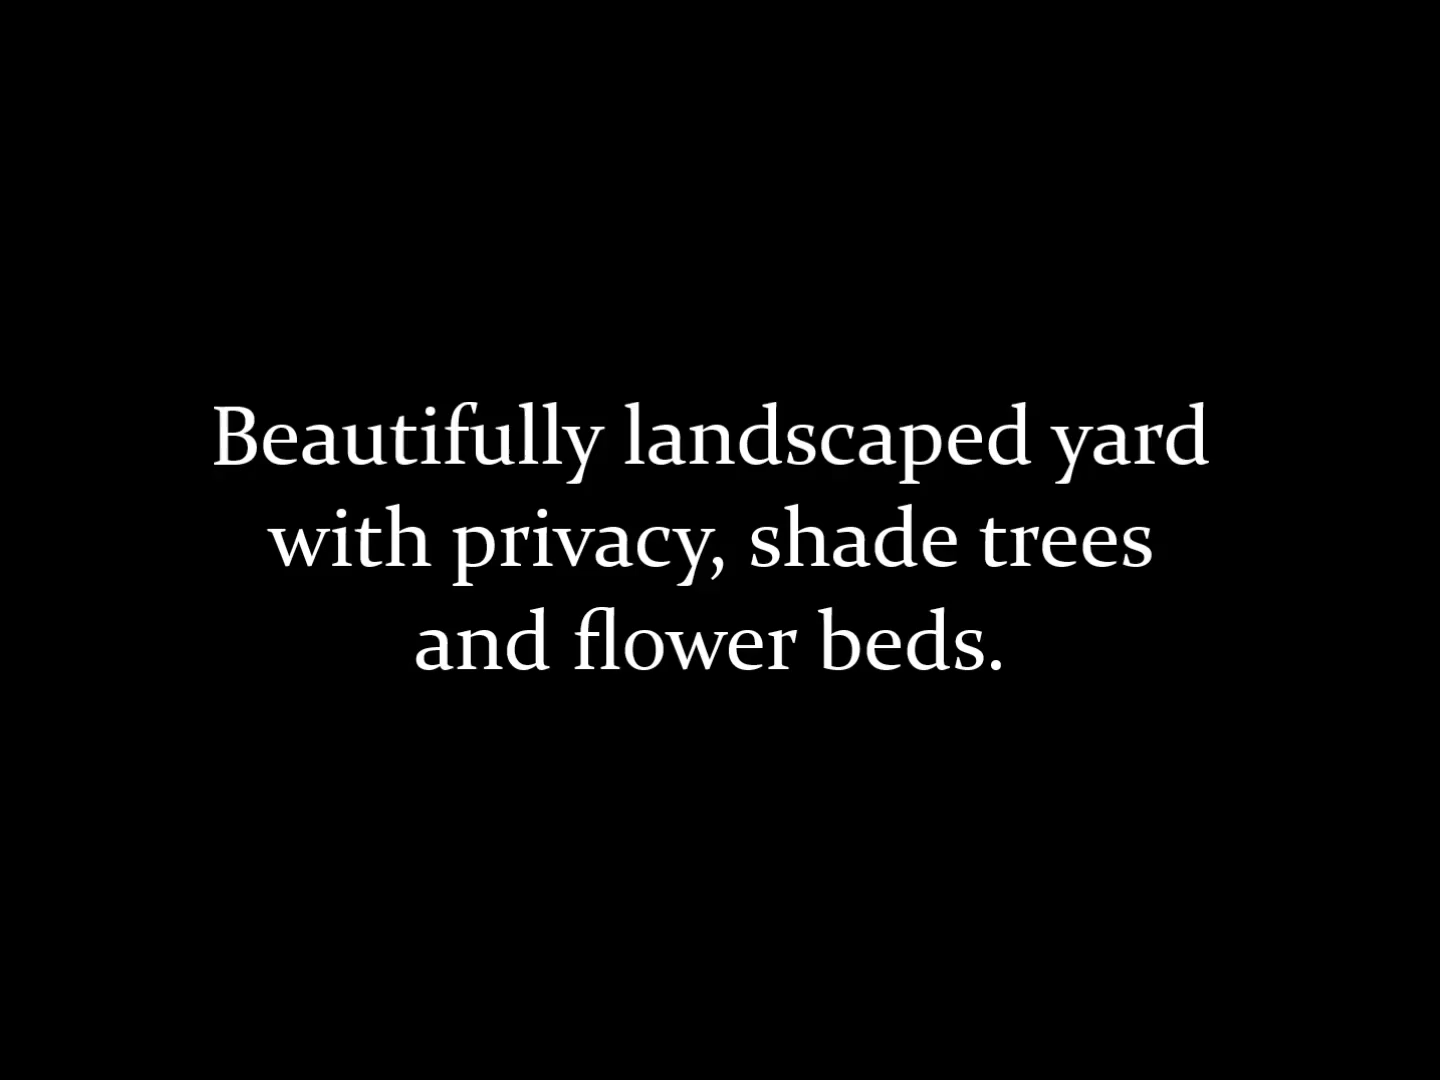 Beautifully landscaped yard
with privacy, shade trees
and flower beds.